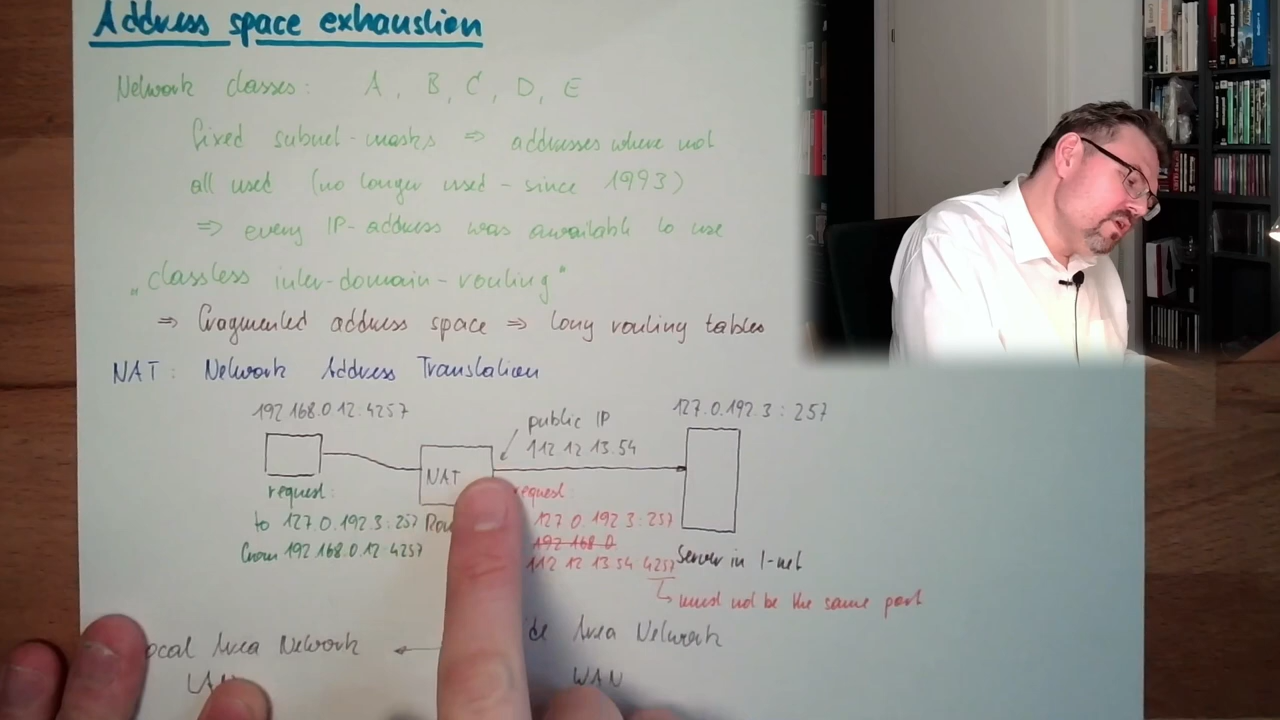 Address space exhaustion
Network classes: A, B, C, D, E
fixed subnet-masks ⇒ addresses where not
all used (no longer used - since 1993)
⇒ every IP-address was available to use
„classless inter-domain-routing"
⇒ fragmented address space ⇒ long routing tables
NAT: Network Address Translation
192.168.0.12:4257
public IP
112.12.13.54
127.0.192.3:257
NAT
request:
to 127.0.192.3:257
from 192.168.0.12:4257
request:
127.0.192.3:257
192.168.0
112.12.13.54:4257
Server in I-net
↳ must not be the same port
Area Network ←
Area Network
WAN